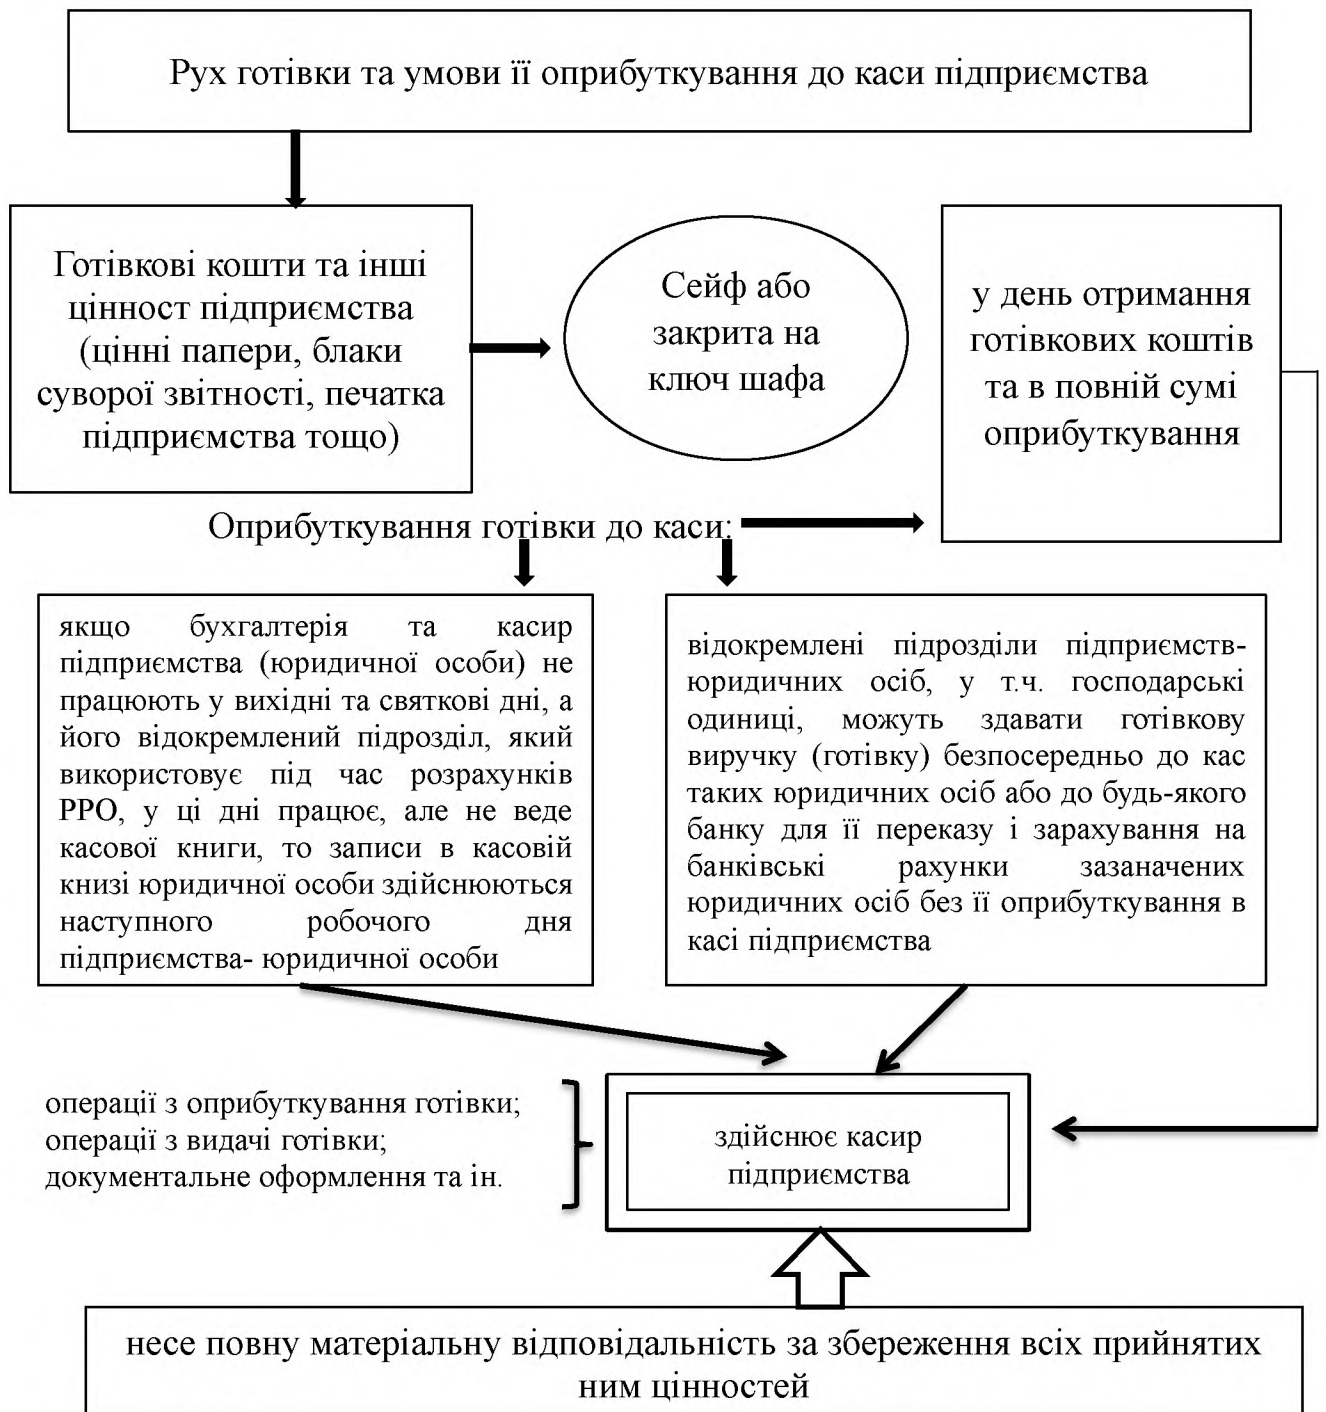 Рух готівки та умови її оприбуткування до каси підприємства
Готівкові кошти та інші
цінност підприємства
(цінні папери, блаки
суворої звітності, печатка
підприємства тощо)
Сейф або
закрита на
ключ шафа
у день отримання
готівкових коштів
та в повній сумі
оприбуткування
Оприбуткування готівки до каси:
якщо бухгалтерія та касир
підприємства (юридичної особи) не
працюють у вихідні та святкові дні, а
його відокремлений підрозділ, який
використовує під час розрахунків
РРО, у ці дні працює, але не веде
касової книги, то записи в касовій
книзі юридичної особи здійснюються
наступного робочого дня
підприємства- юридичної особи
відокремлені підрозділи підприємств-
юридичних осіб, у т.ч. господарські
одиниці, можуть здавати готівкову
виручку (готівку) безпосередньо до кас
таких юридичних осіб або до будь-якого
банку для її переказу і зарахування на
банківські рахунки зазаначених
юридичних осіб без її оприбуткування в
касі підприємства
операції з оприбуткування готівки;
операції з видачі готівки;
документальне оформлення та ін.
здійснює касир
підприємства
несе повну матеріальну відповідальність за збереження всіх прийнятих
ним цінностей